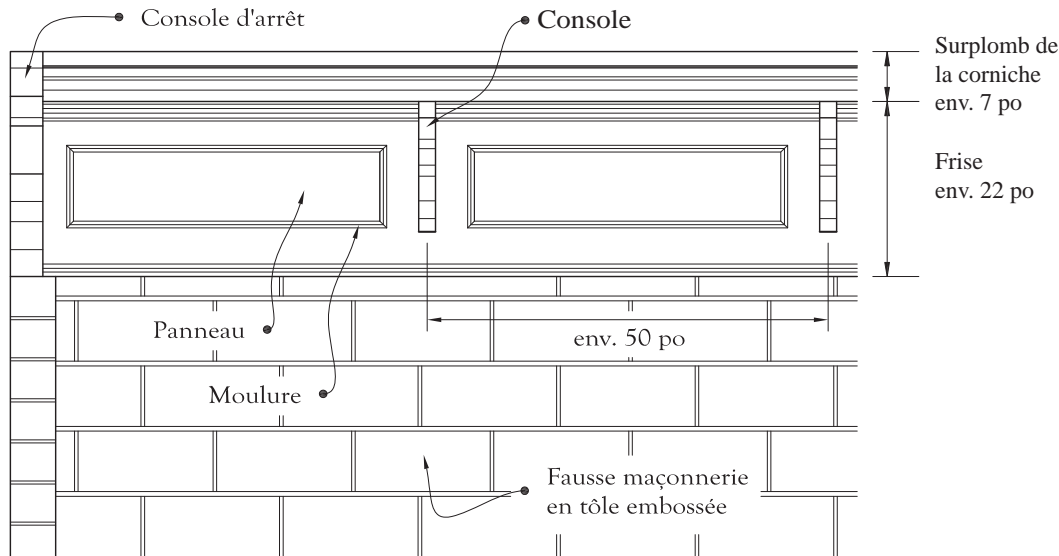 Console d'arrêt
Console
Surplomb de
la corniche
env. 7 po
Frise
env. 22 po
Panneau
env. 50 po
Moulure
Fausse maçonnerie
en tôle embossée